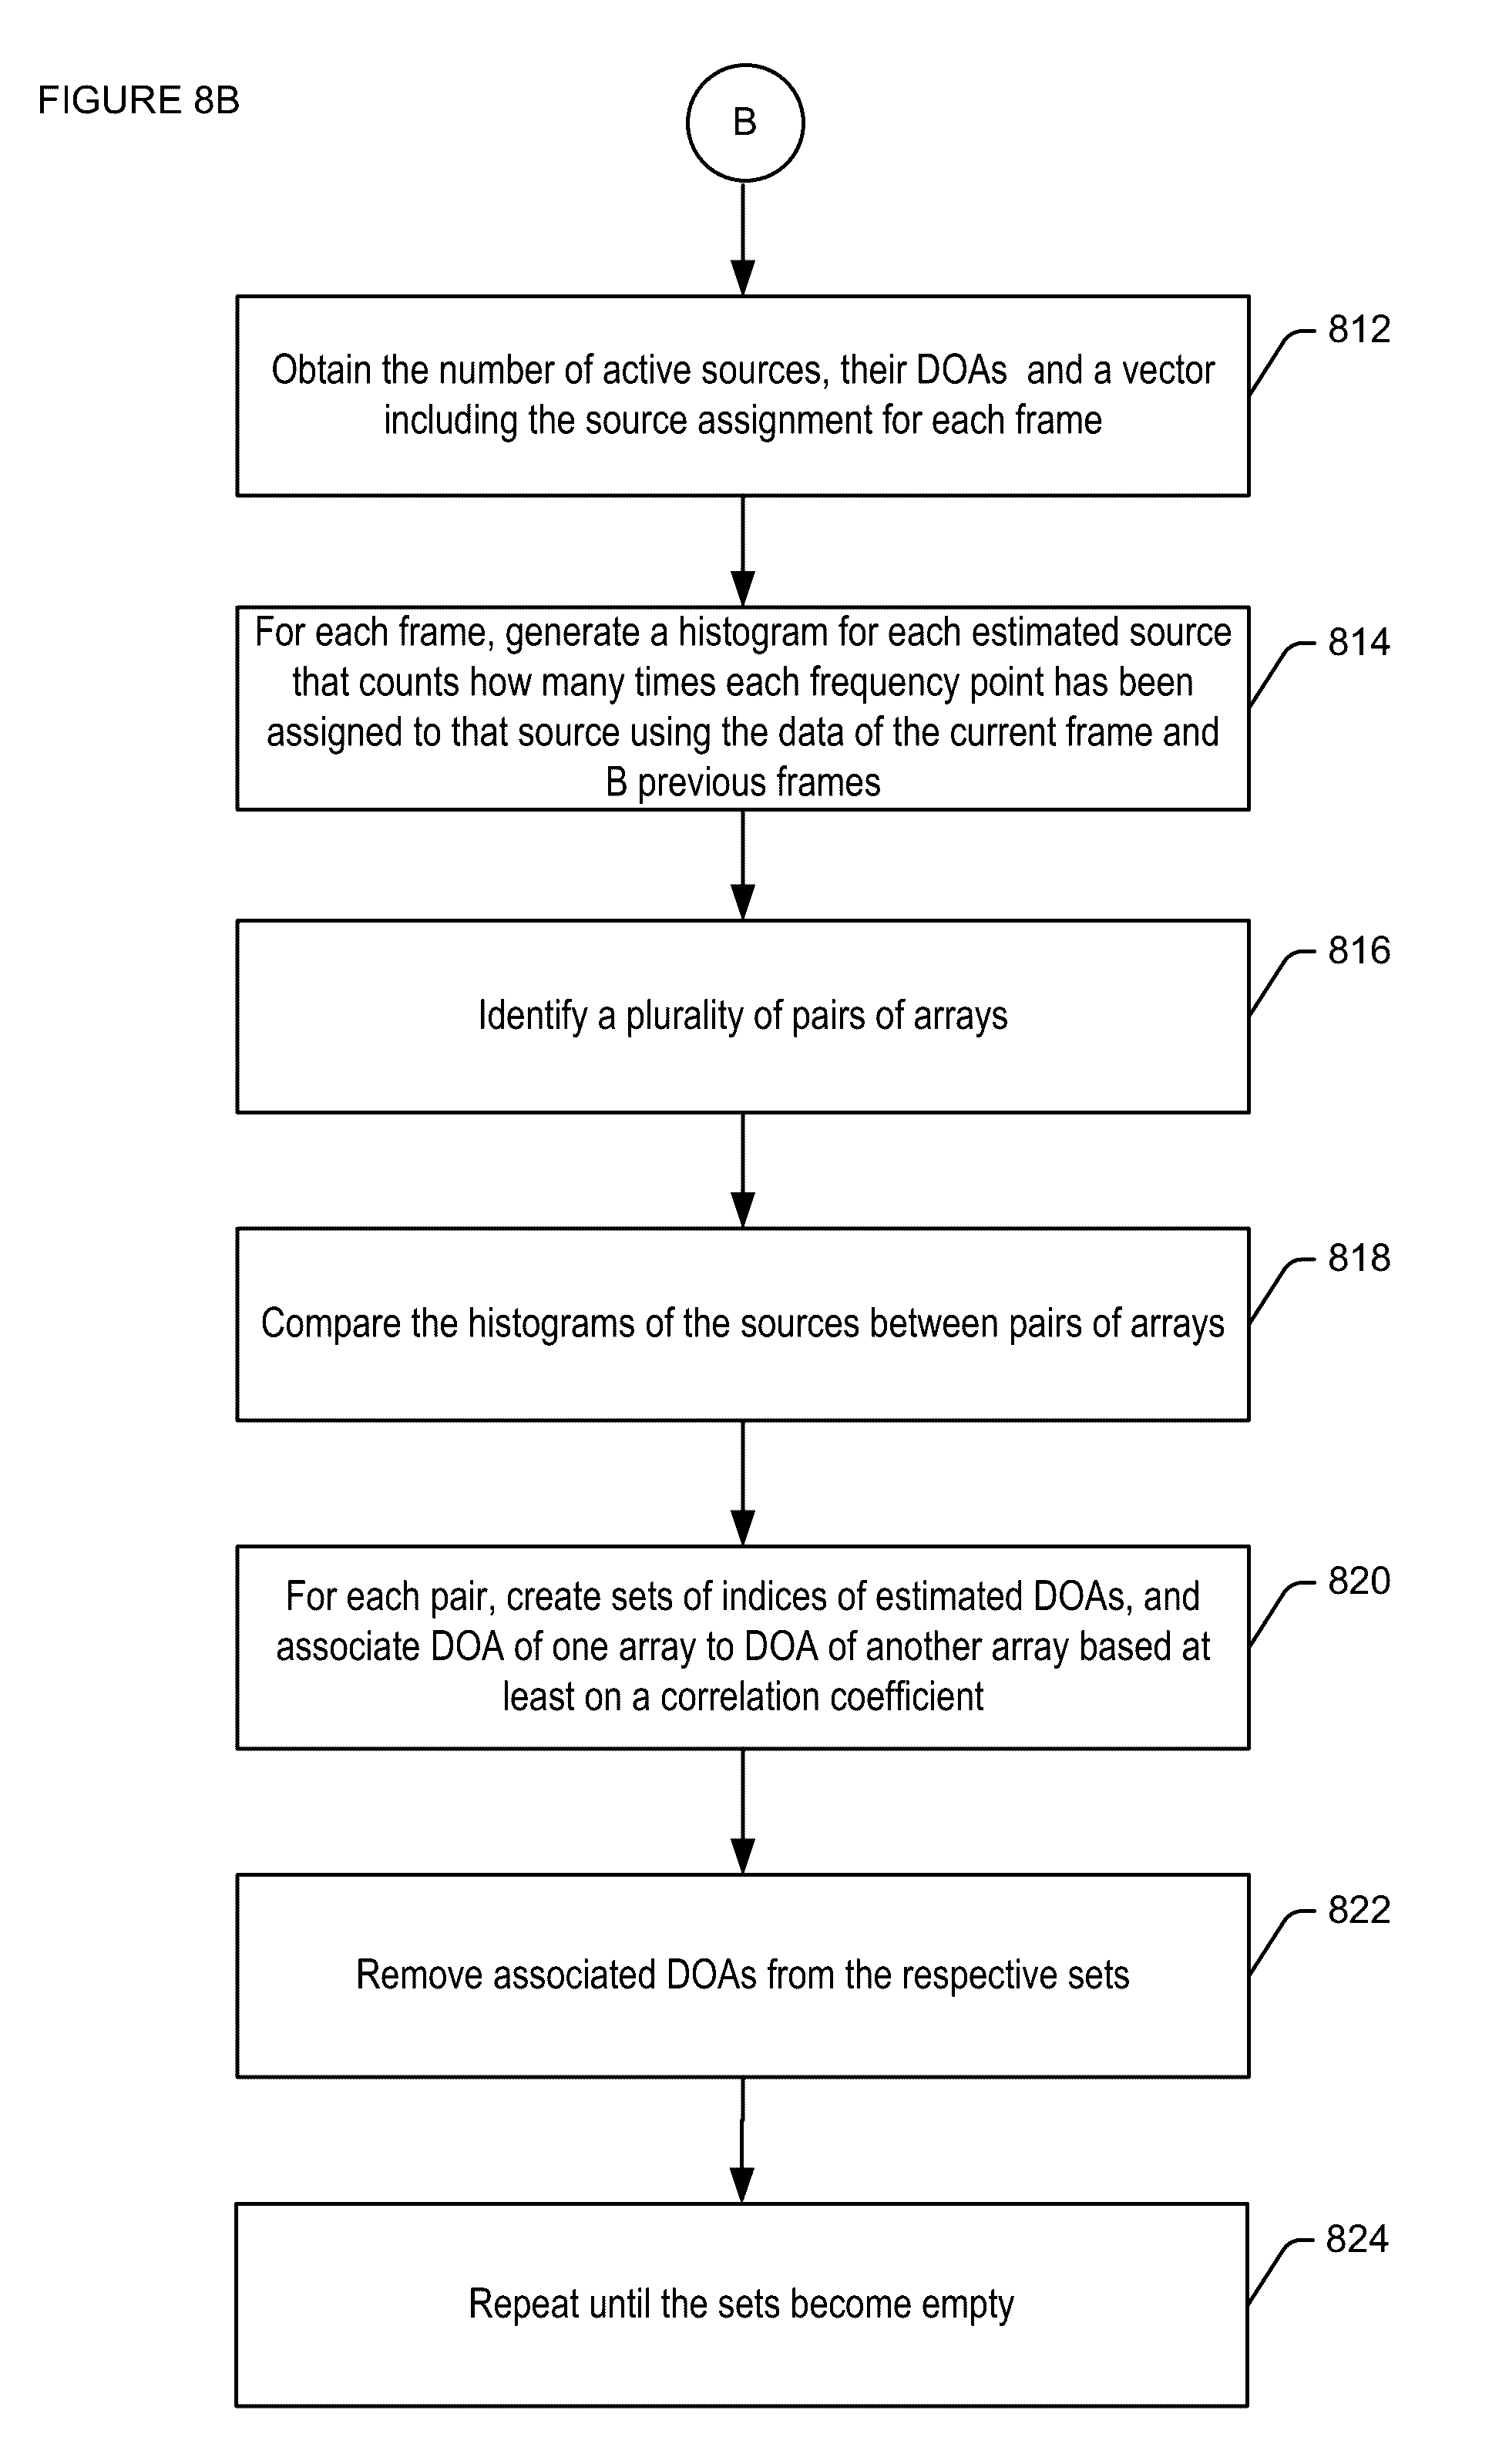 FIGURE 8B
B
Obtain the number of active sources, their DOAs and a vector
including the source assignment for each frame
812
For each frame, generate a histogram for each estimated source
that counts how many times each frequency point has been
assigned to that source using the data of the current frame and
B previous frames
814
Identify a plurality of pairs of arrays
816
Compare the histograms of the sources between pairs of arrays
818
For each pair, create sets of indices of estimated DOAs, and
associate DOA of one array to DOA of another array based at
least on a correlation coefficient
820
Remove associated DOAs from the respective sets
822
Repeat until the sets become empty
824